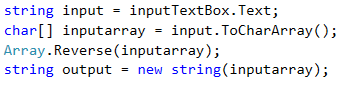 string input = inputTextBox.Text;
char[] inputarray = input.ToCharArray();
Array.Reverse(inputarray);
string output = new string(inputarray);